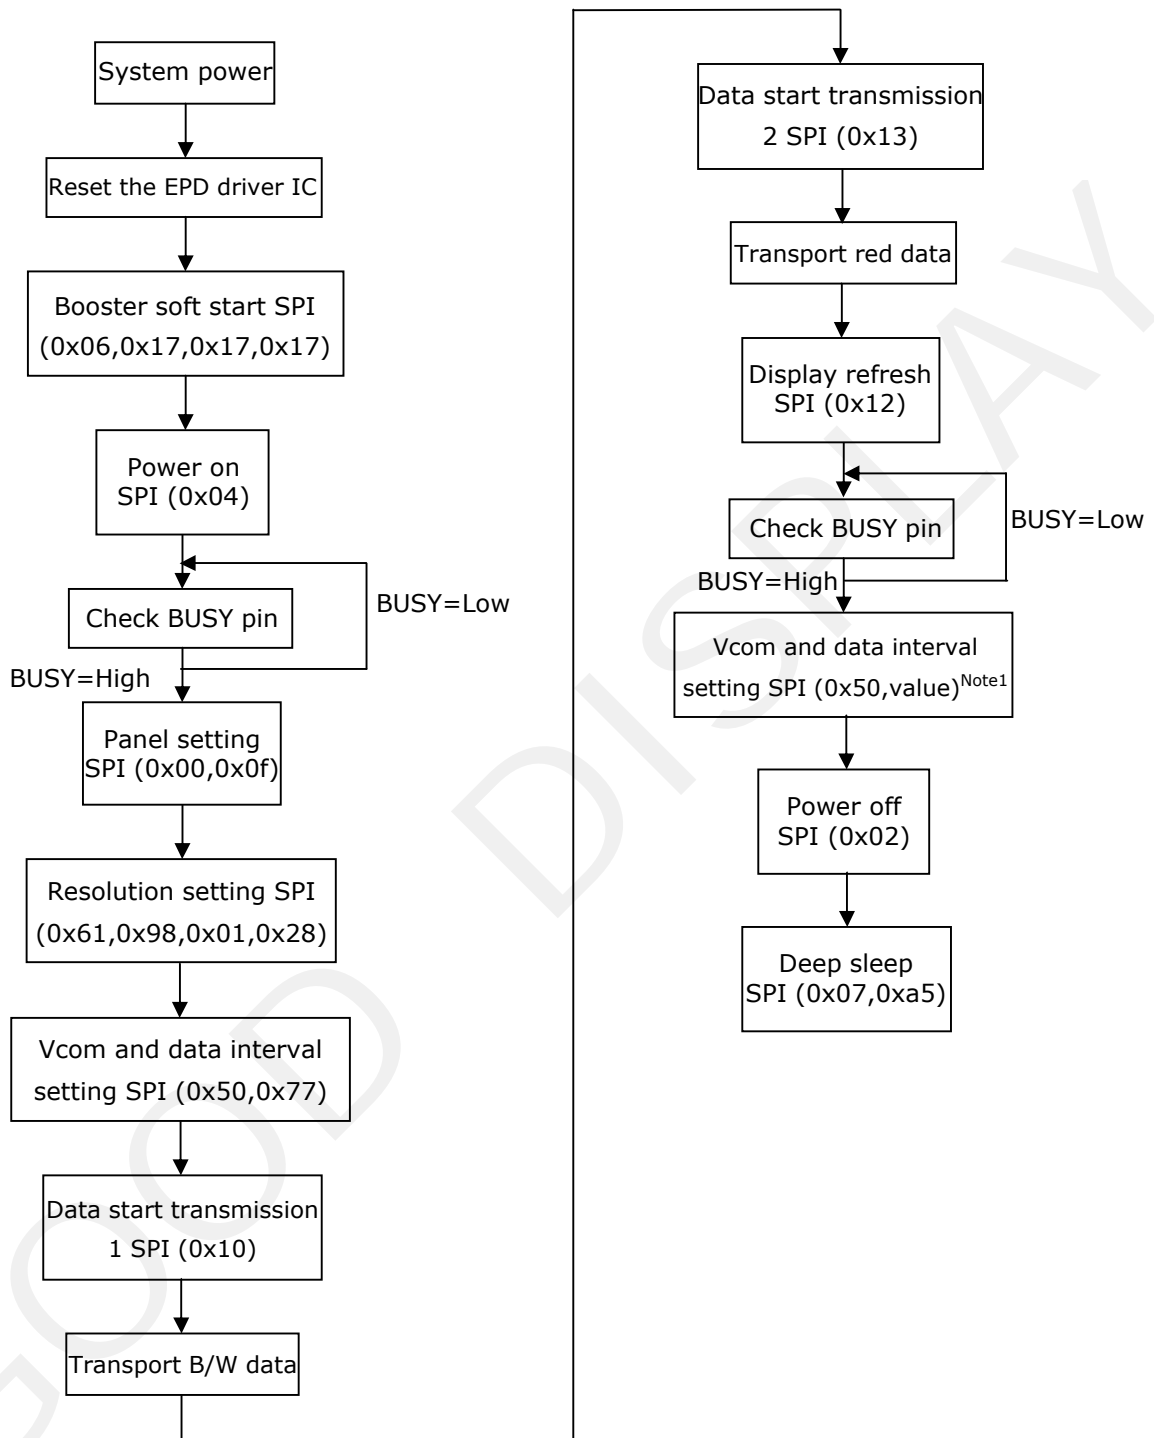 System power
Reset the EPD driver IC
Booster soft start SPI
(0x06,0x17,0x17,0x17)
Power on
SPI (0x04)
Check BUSY pin
BUSY=Low
BUSY=High
Panel setting
SPI (0x00,0x0f)
Resolution setting SPI
(0x61,0x98,0x01,0x28)
Vcom and data interval
setting SPI (0x50,0x77)
Data start transmission
1 SPI (0x10)
Transport B/W data
Data start transmission
2 SPI (0x13)
Transport red data
Display refresh
SPI (0x12)
Check BUSY pin
BUSY=Low
BUSY=High
Vcom and data interval
setting SPI (0x50,value)Note1
Power off
SPI (0x02)
Deep sleep
SPI (0x07,0xa5)
GOOD DISPLAY